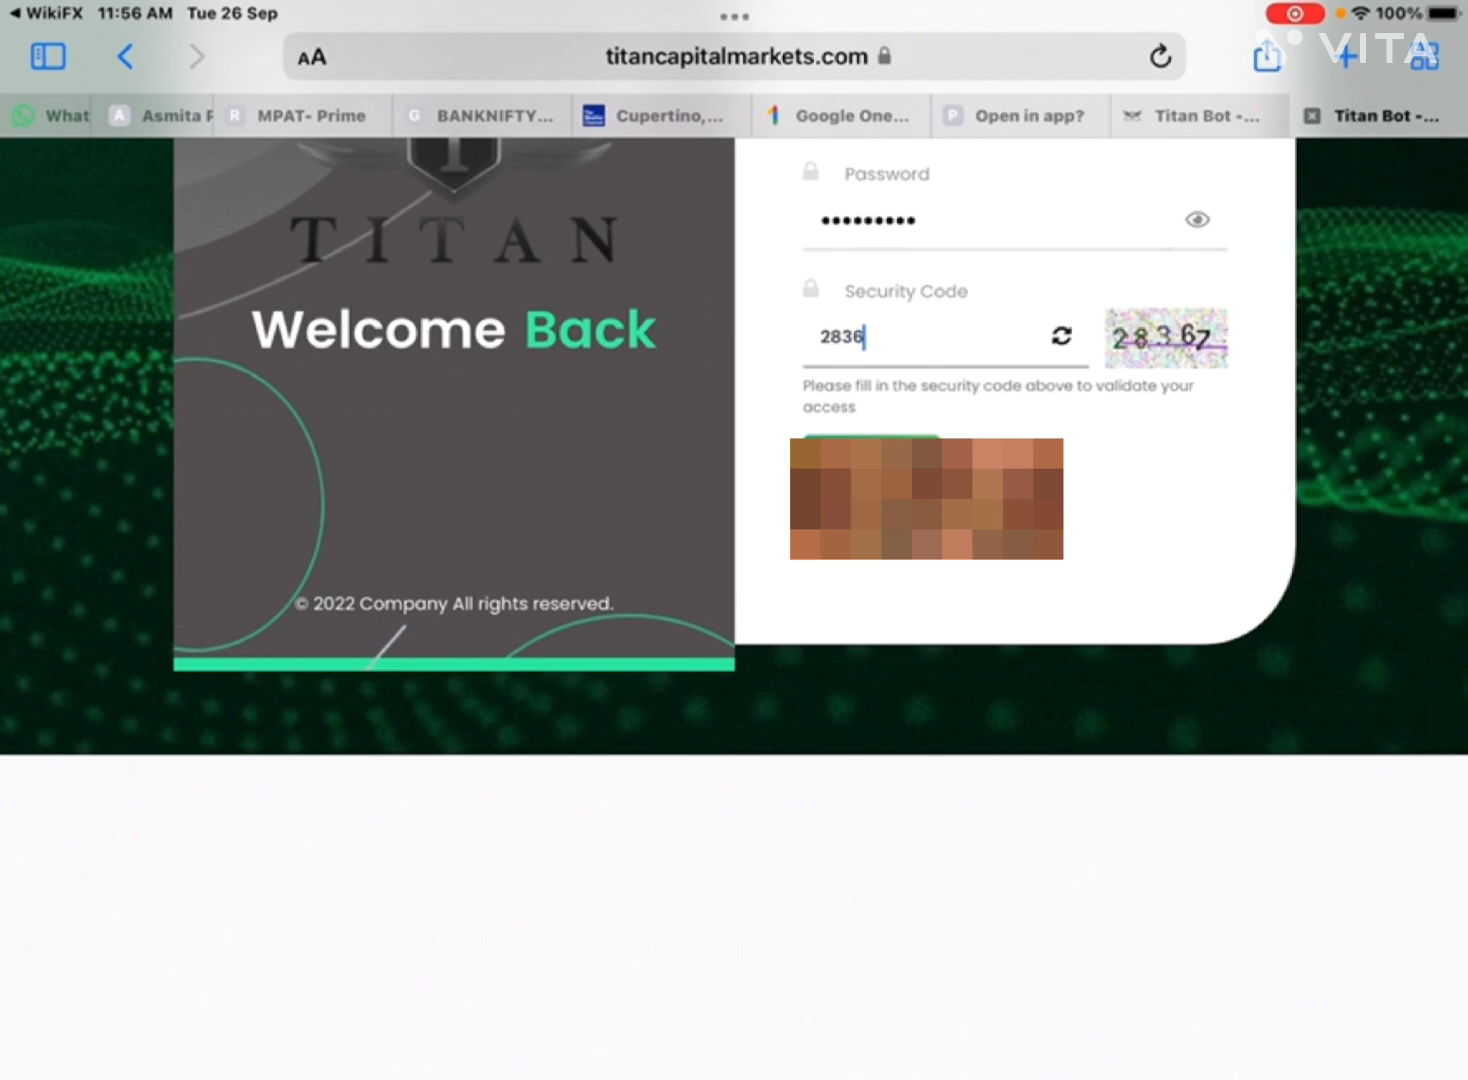 WikiFX 11:56 AM Tue 26 Sep
100%
AA
titancapitalmarkets.com
VITA
What
Asmita P
MPAT- Prime
BANKNIFTY...
Cupertino,...
Google One...
Open in app?
Titan Bot -...
Titan Bot -...
TITAN
Welcome Back
© 2022 Company All rights reserved.
Password
•••••••••
Security Code
2836
28367
Please fill in the security code above to validate your
access